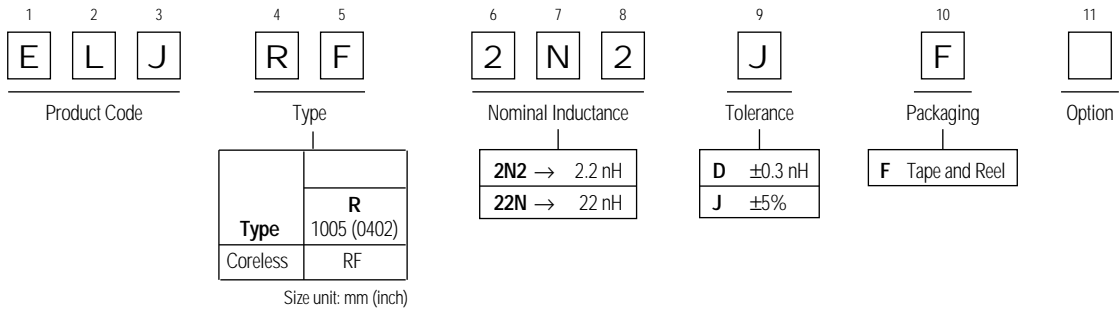 1 2 3 4 5 6 7 8 9 10 11
E L J R F 2 N 2 J F
Product Code Type Nominal Inductance Tolerance Packaging Option
2N2 → 2.2 nH D ±0.3 nH F Tape and Reel
R 22N → 22 nH J ±5%
Type 1005 (0402)
Coreless RF
Size unit: mm (inch)